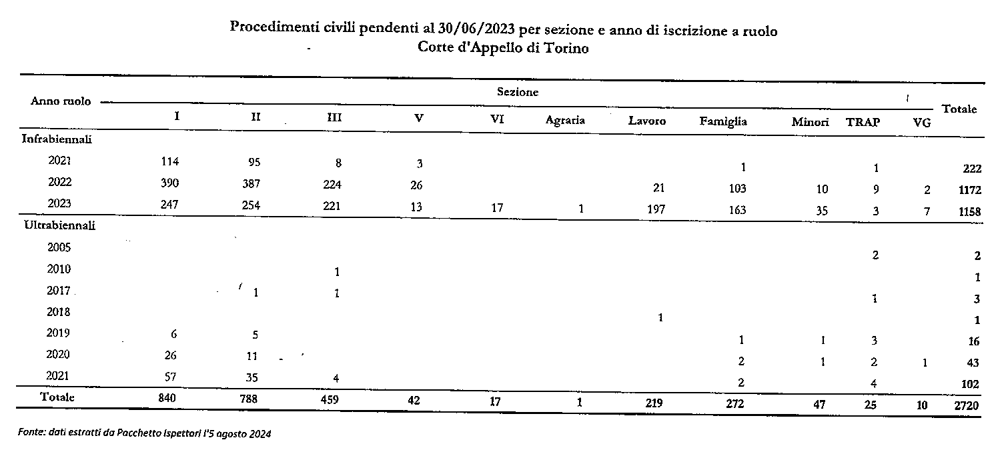 Procedimenti civili pendenti al 30/06/2023 per sezione e anno di iscrizione a ruolo
Corte d'Appello di Torino
Anno ruolo Sezione Totale
I II III V VI Agraria Lavoro Famiglia Minori TRAP VG
Infrabiennali
2021 114 95 8 3 1 1 222
2022 390 387 224 26 21 103 10 9 2 1172
2023 247 254 221 13 17 1 197 163 35 3 7 1158
Ultrabiennali
2005 2 2
2010 1 1
2017 1 1 1 3
2018 1 1
2019 6 5 1 1 3 16
2020 26 11 2 1 2 1 43
2021 57 35 4 2 4 102
Totale 840 788 459 42 17 1 219 272 47 25 10 2720
Fonte: dati estratti da Pacchetto Ispettori l'5 agosto 2024